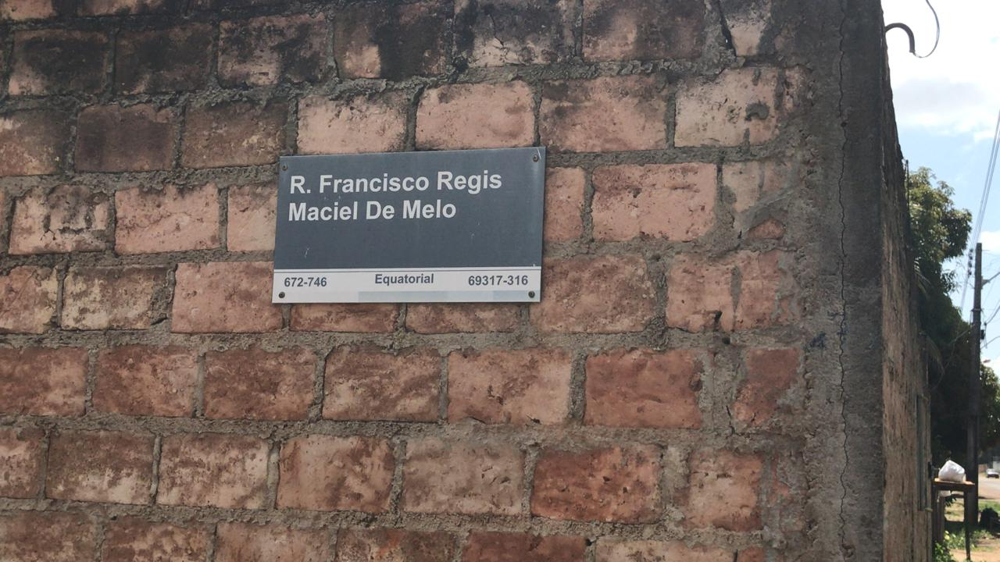 R. Francisco Regis
Maciel De Melo
672-746 Equatorial 69317-316